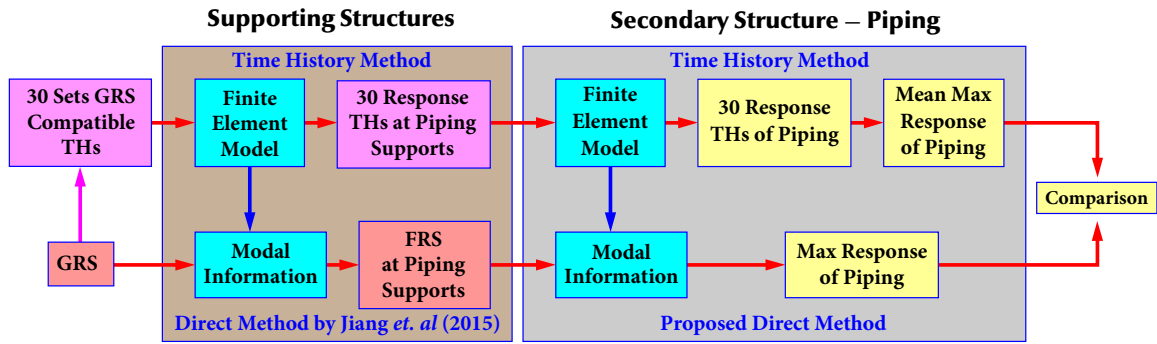 Supporting Structures
Secondary Structure – Piping
Time History Method
Time History Method
30 Sets GRS
Compatible
THs
Finite
Element
Model
30 Response
THs at Piping
Supports
Finite
Element
Model
30 Response
THs of Piping
Mean Max
Response
of Piping
Comparison
GRS
Modal
Information
FRS
at Piping
Supports
Modal
Information
Max Response
of Piping
Direct Method by Jiang et. al (2015)
Proposed Direct Method